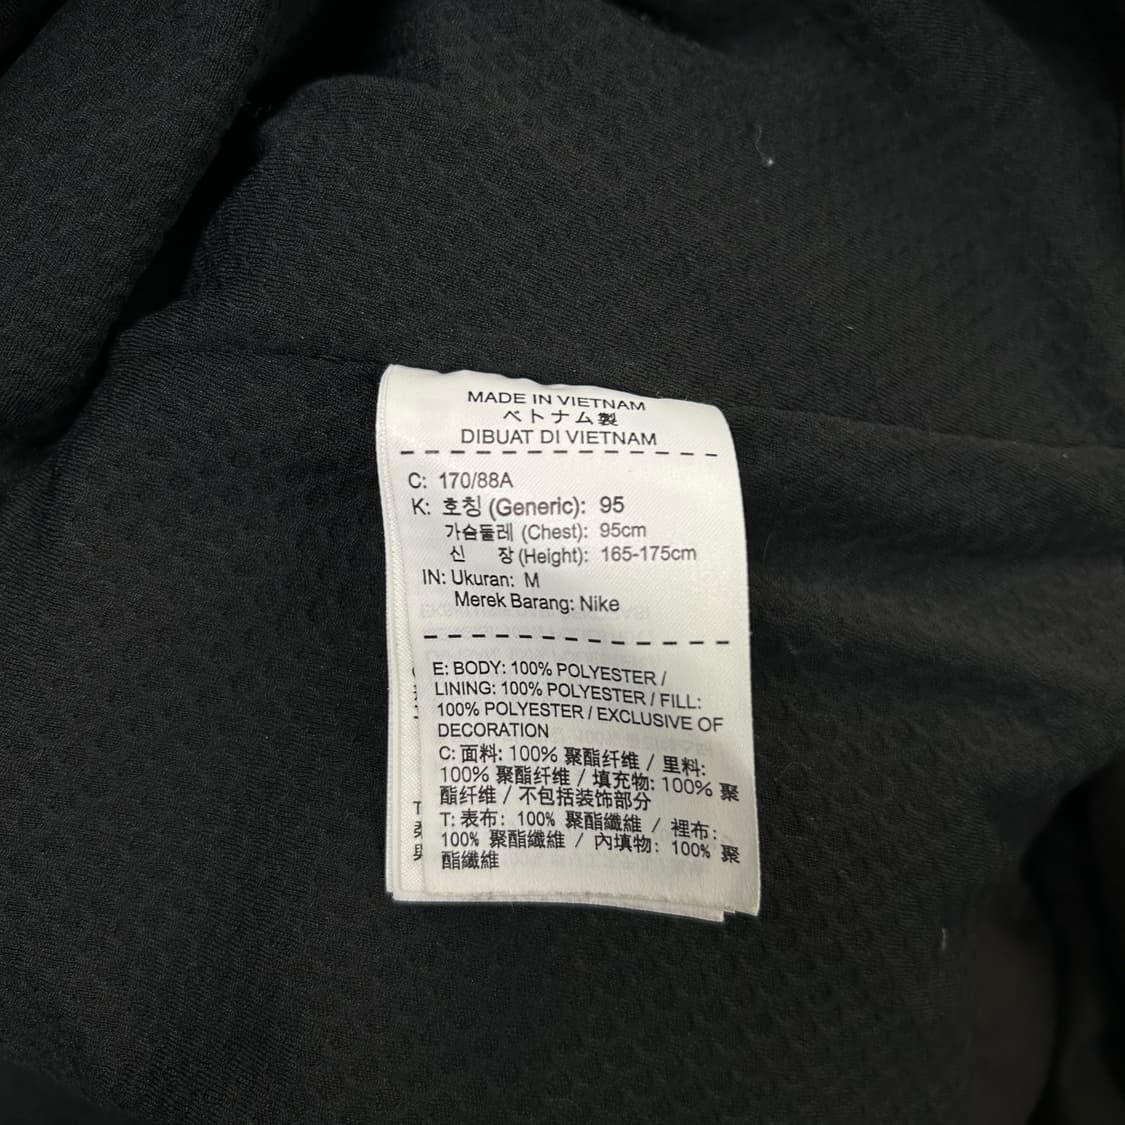 MADE IN VIETNAM
ベトナム製
DIBUAT DI VIETNAM
C: 170/88A
K: 호칭 (Generic): 95
가슴둘레 (Chest): 95cm
신 장 (Height): 165-175cm
IN: Ukuran: M
Merek Barang: Nike
E: BODY: 100% POLYESTER /
LINING: 100% POLYESTER / FILL:
100% POLYESTER / EXCLUSIVE OF
DECORATION
C: 面料: 100% 聚酯纤维 / 里料:
100% 聚酯纤维 / 填充物: 100% 聚
酯纤维 / 不包括装饰部分
T: 表布: 100% 聚酯纖維 / 裡布:
100% 聚酯纖維 / 內填物: 100% 聚
酯纖維